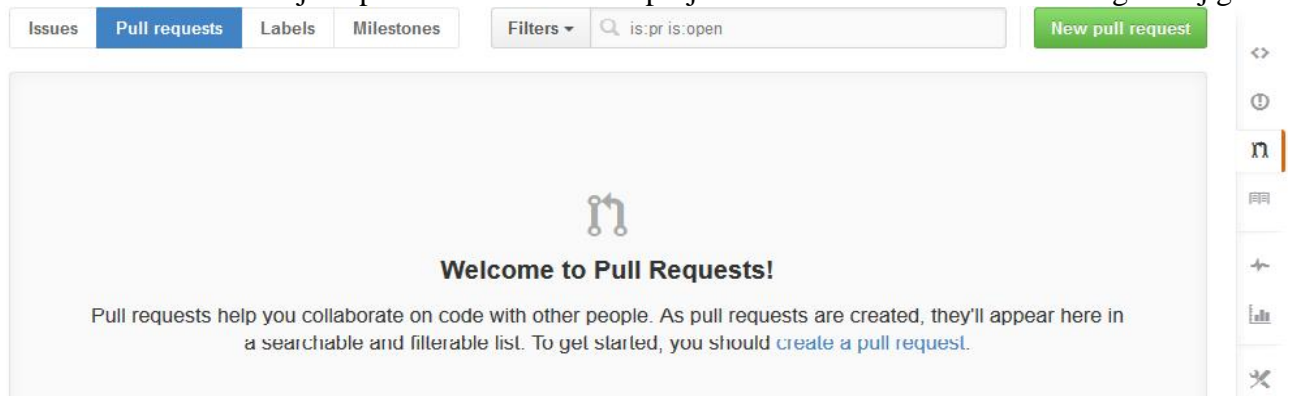 Issues Pull requests Labels Milestones Filters is:pr is:open New pull request
Welcome to Pull Requests!
Pull requests help you collaborate on code with other people. As pull requests are created, they'll appear here in
a searchable and filterable list. To get started, you should create a pull request.